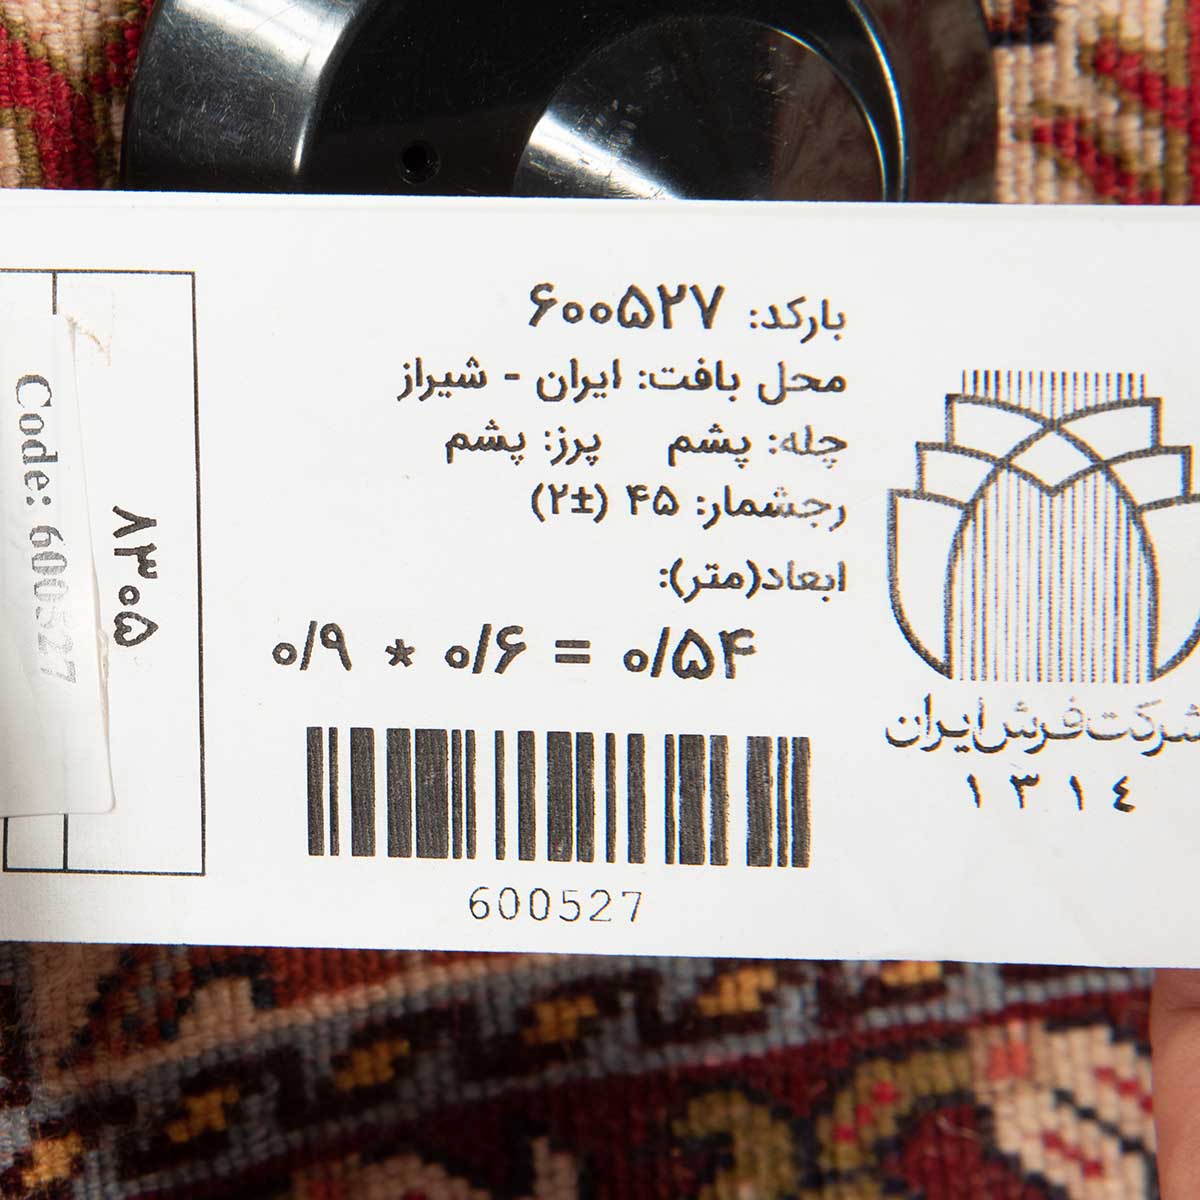 بارکد: ۶۰۰۵۲۷
محل بافت: ایران - شیراز
چله: پشم پرز: پشم
رجشمار: ۴۵ (±۲)
ابعاد(متر):
۰/۹ * ۰/۶ = ۰/۵۴
600527
شرکت فرش ایران
۱۳۱٤
۸۳۰۵
Code: 600527